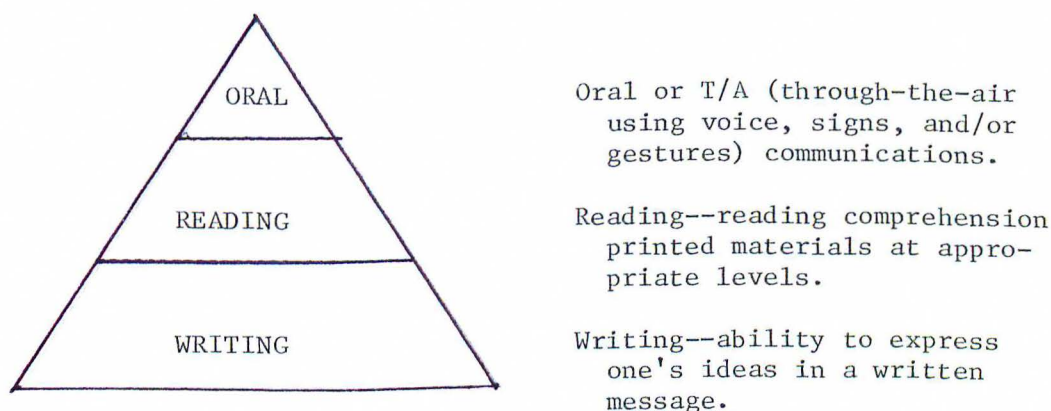 ORAL
Oral or T/A (through-the-air
using voice, signs, and/or
gestures) communications.
READING
Reading--reading comprehension
printed materials at appro-
priate levels.
WRITING
Writing--ability to express
one's ideas in a written
message.